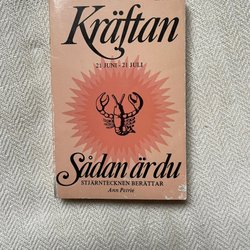 Kräftan
21 JUNI - 21 JULI
Sådan är du
STJÄRNTECKNEN BERÄTTAR
Ann Petrie